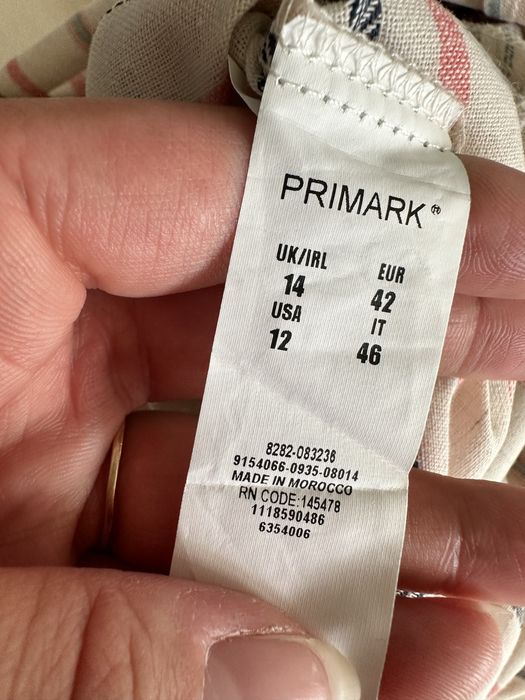 PRIMARK®
UK/IRL EUR
14 42
USA IT
12 46
8282-083236
9154066-0935-08014
MADE IN MOROCCO
RN CODE:145478
1118590486
6354006